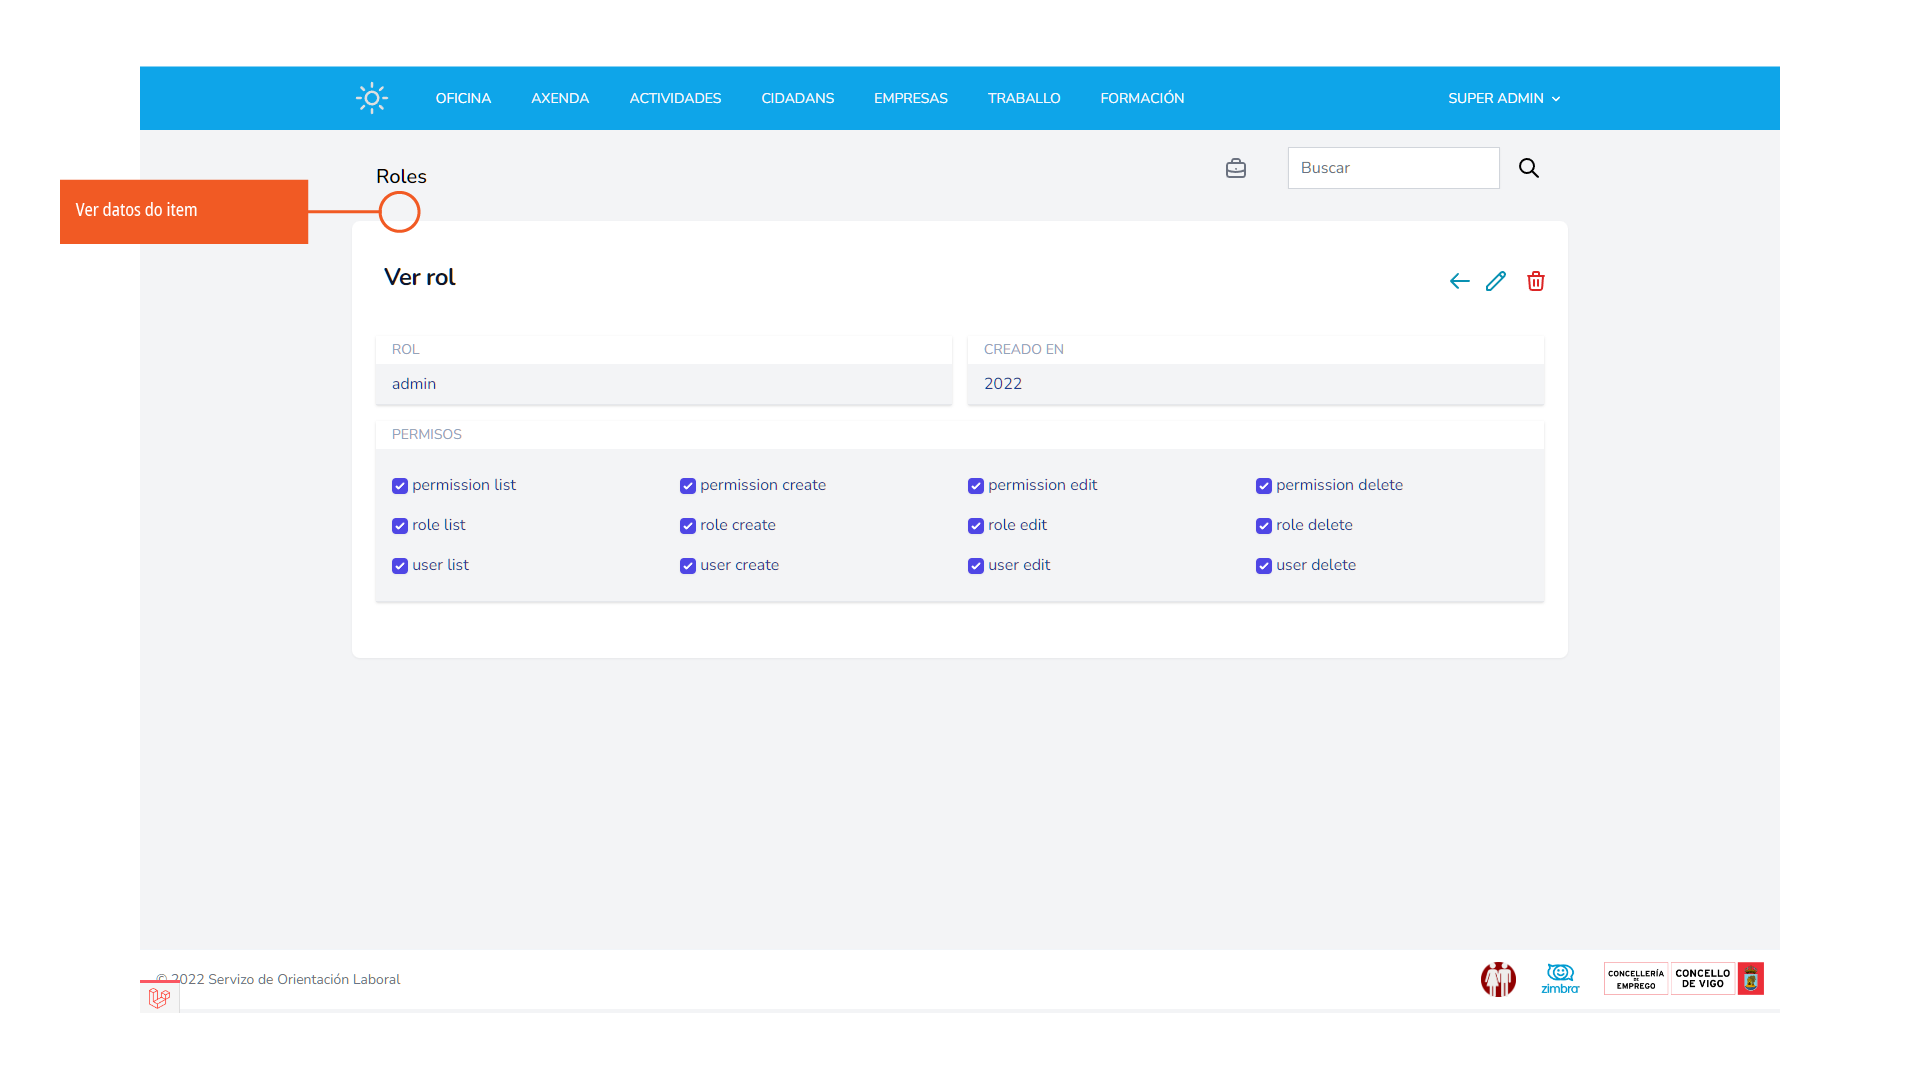 OFICINA AXENDA ACTIVIDADES CIDADANS EMPRESAS TRABALLO FORMACIÓN SUPER ADMIN
Roles
Buscar
Ver datos do item
Ver rol
ROL
admin
CREADO EN
2022
PERMISOS
permission list permission create permission edit permission delete
role list role create role edit role delete
user list user create user edit user delete
© 2022 Servizo de Orientación Laboral
zimbra
CONCELLERÍA
DE
EMPREGO
CONCELLO
DE VIGO